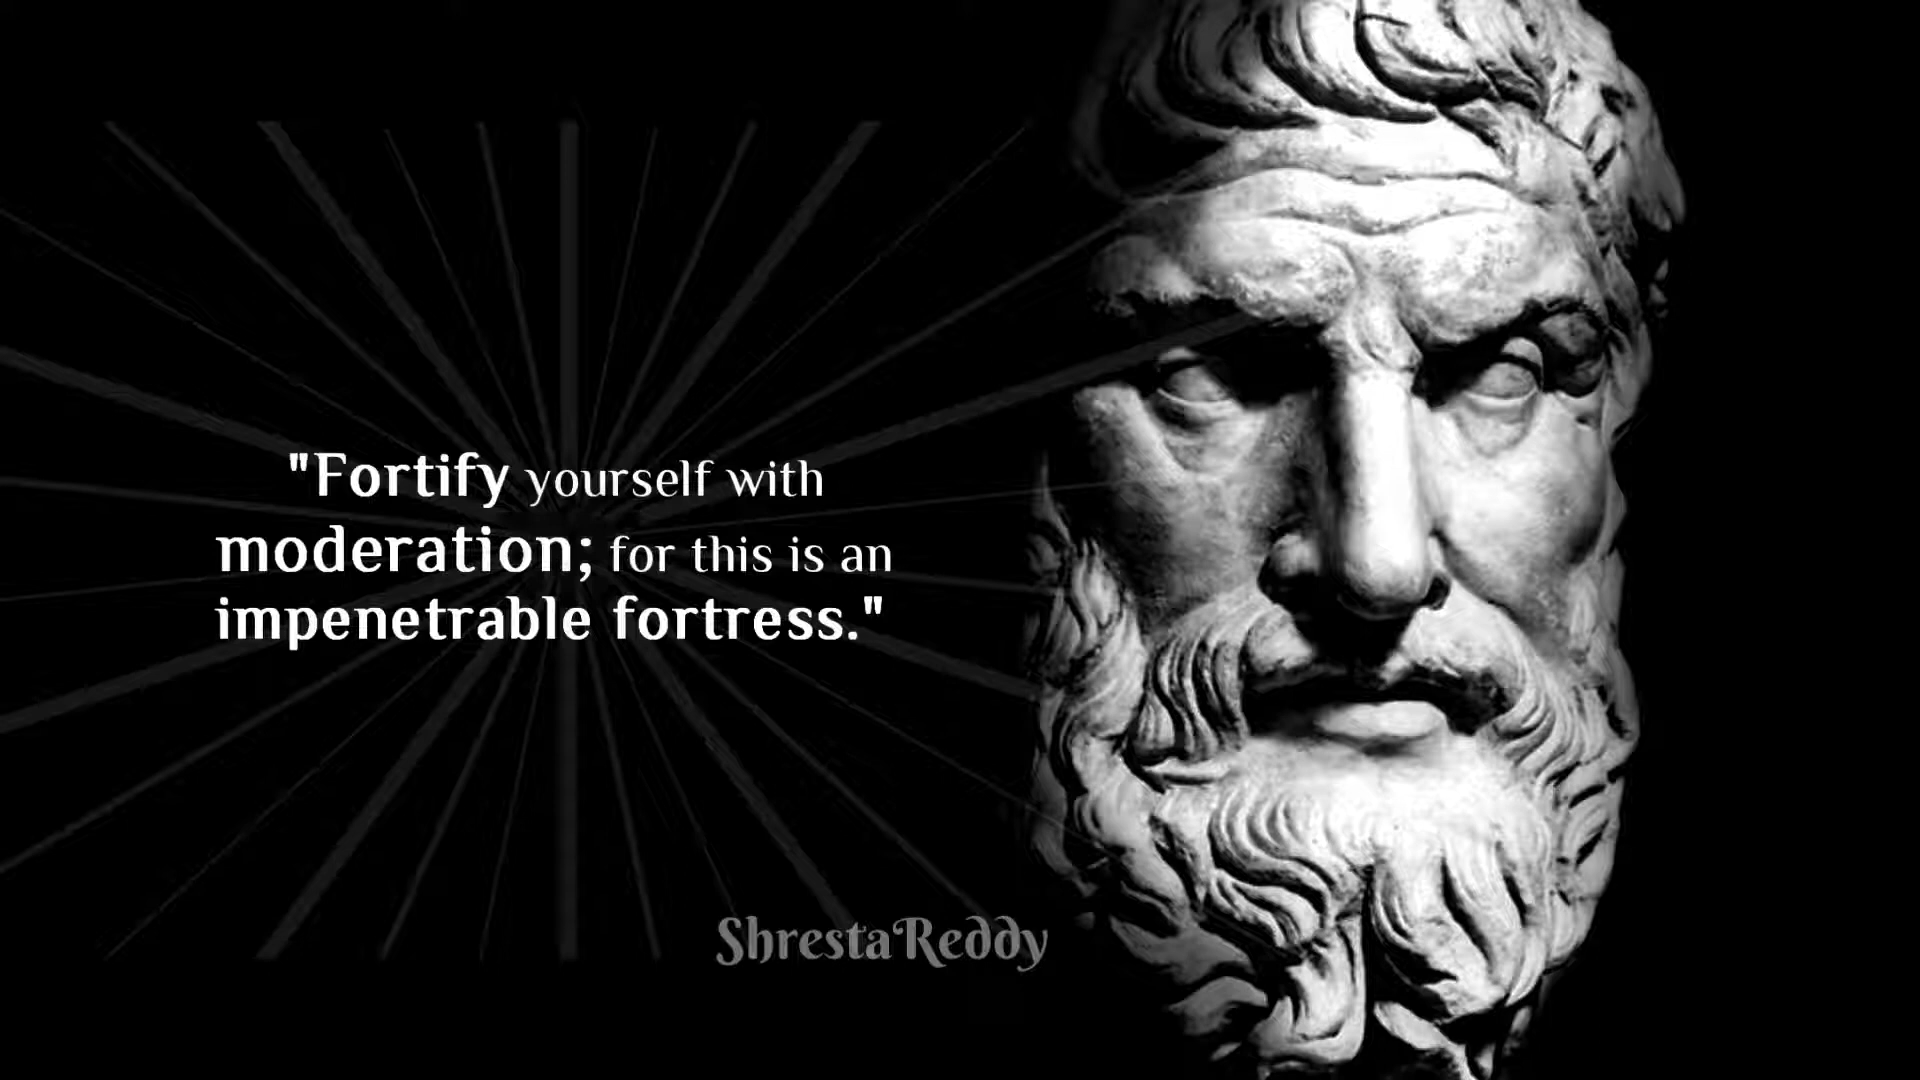 "Fortify yourself with
moderation; for this is an
impenetrable fortress."
ShrestaReddy